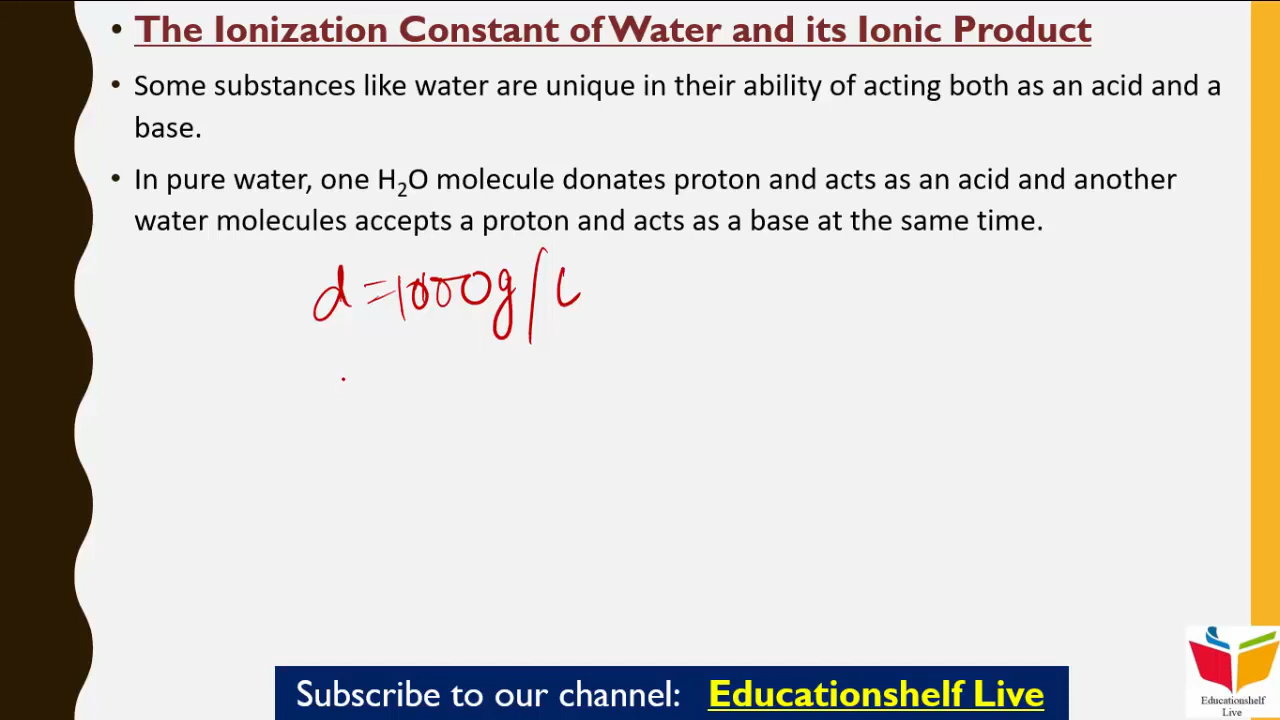 • The Ionization Constant of Water and its Ionic Product
• Some substances like water are unique in their ability of acting both as an acid and a
base.
• In pure water, one H₂O molecule donates proton and acts as an acid and another
water molecules accepts a proton and acts as a base at the same time.
d = 1000g/L
Subscribe to our channel: Educationshelf Live
Educationshelf
Live